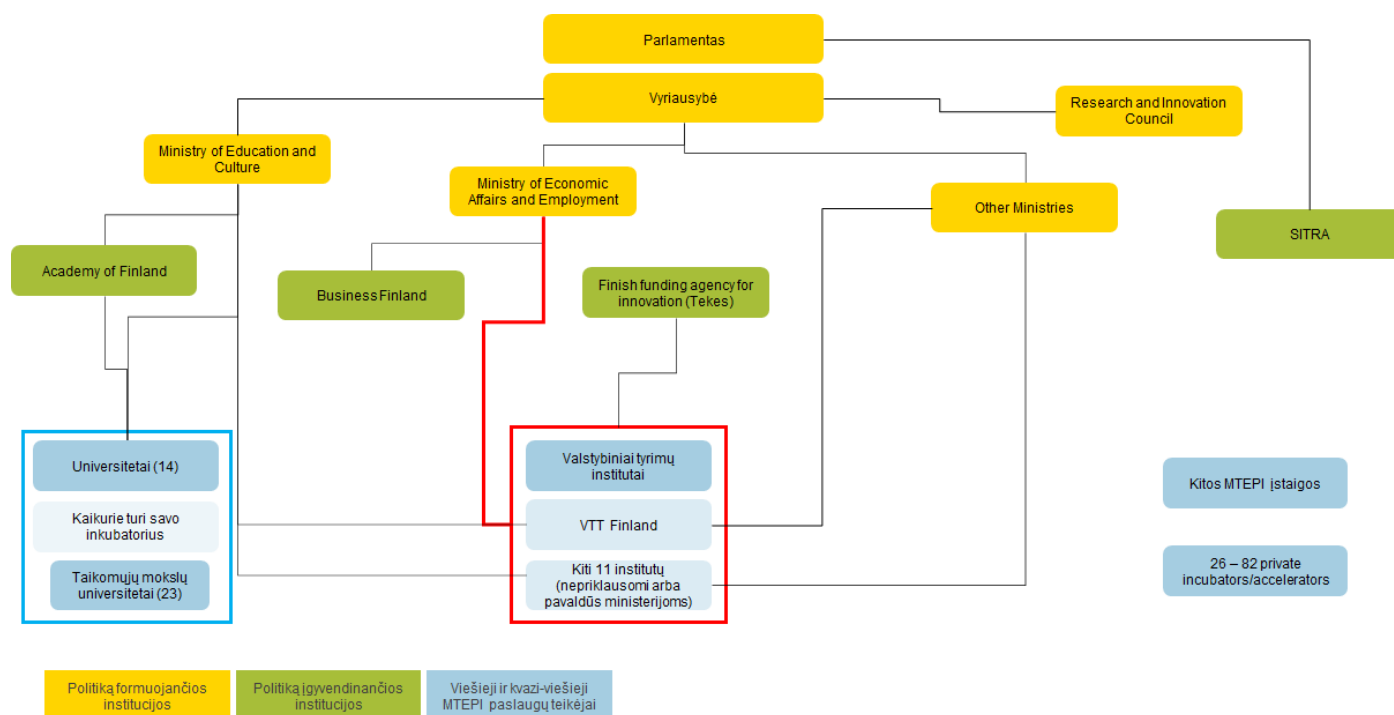 Parlamentas
Vyriausybė
Research and Innovation
Council
Ministry of Education and
Culture
Ministry of Economic
Affairs and Employment
Other Ministries
SITRA
Academy of Finland
Business Finland
Finish funding agency for
innovation (Tekes)
Universitetai (14)
Kaikurie turi savo
inkubatorius
Taikomųjų mokslų
universitetai (23)
Valstybiniai tyrimų
institutai
VTT Finland
Kiti 11 institutų
(nepriklausomi arba
pavaldūs ministerijoms)
Kitos MTEPI įstaigos
26 – 82 private
incubators/accelerators
Politiką formuojančios
institucijos
Politiką įgyvendinančios
institucijos
Viešieji ir kvazi-viešieji
MTEPI paslaugų teikėjai